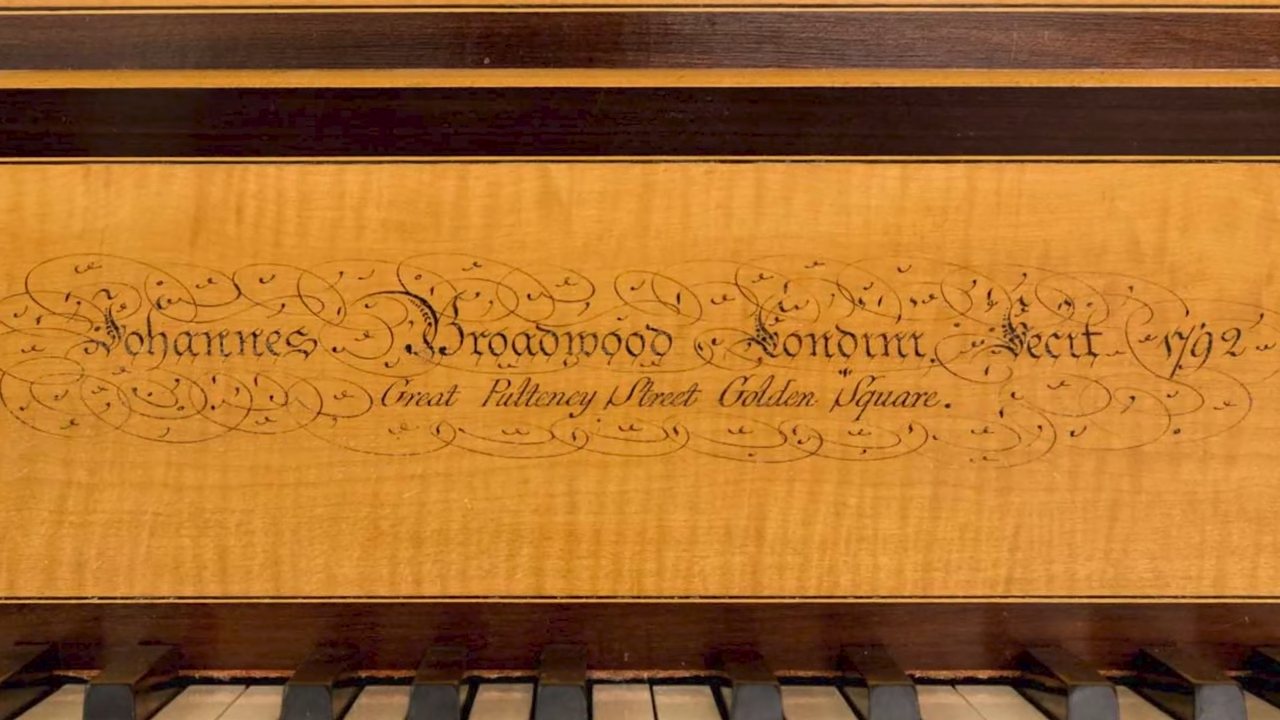 Johannes Broadwood Londini Fecit 1792
Great Pulteney Street Golden Square.